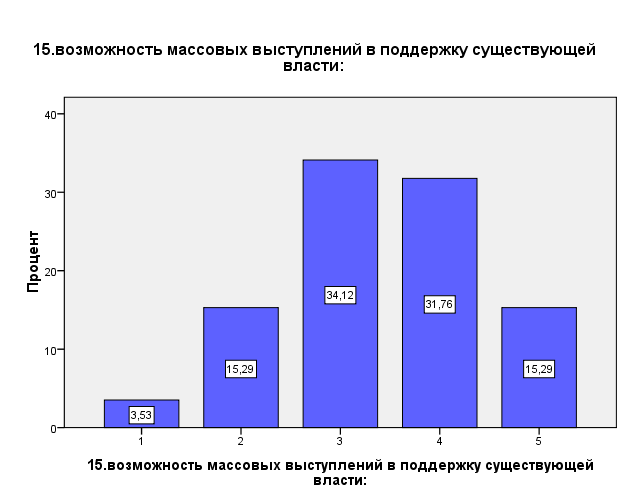 15.возможность массовых выступлений в поддержку существующей
власти:
Процент
40
30
20
10
0
34,12
31,76
15,29
15,29
3,53
1 2 3 4 5
15.возможность массовых выступлений в поддержку существующей
власти: